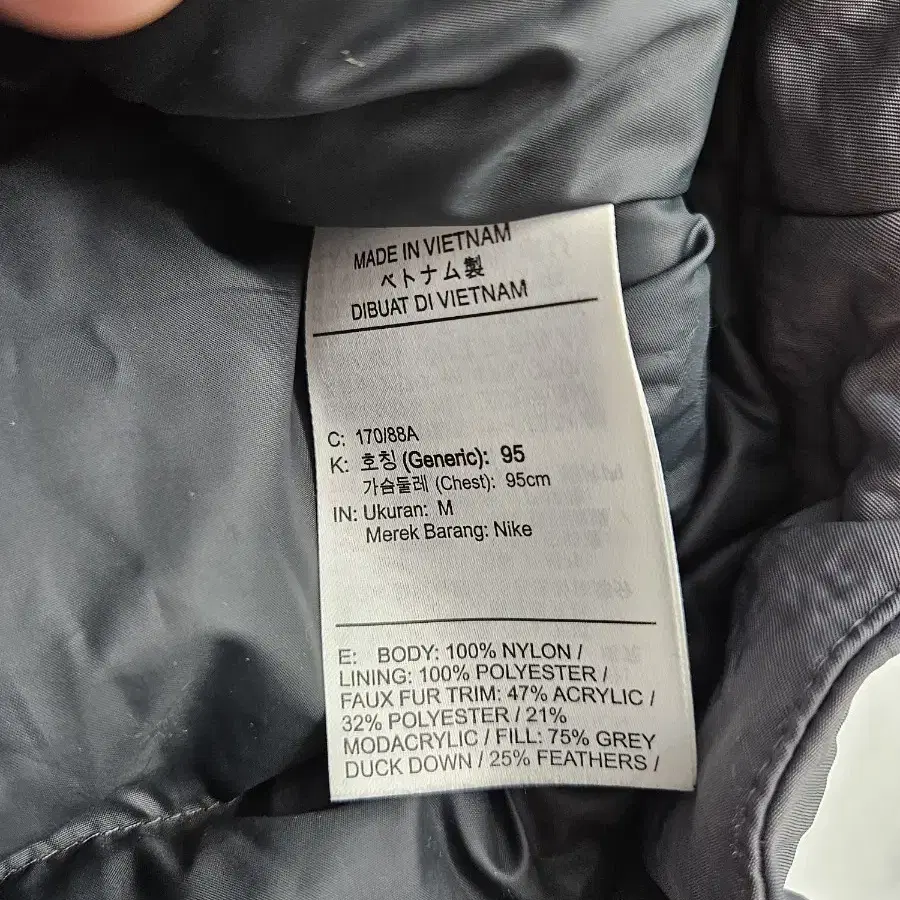 MADE IN VIETNAM
ベトナム製
DIBUAT DI VIETNAM
C: 170/88A
K: 호칭 (Generic): 95
가슴둘레 (Chest): 95cm
IN: Ukuran: M
Merek Barang: Nike
E: BODY: 100% NYLON /
LINING: 100% POLYESTER /
FAUX FUR TRIM: 47% ACRYLIC /
32% POLYESTER / 21%
MODACRYLIC / FILL: 75% GREY
DUCK DOWN / 25% FEATHERS /